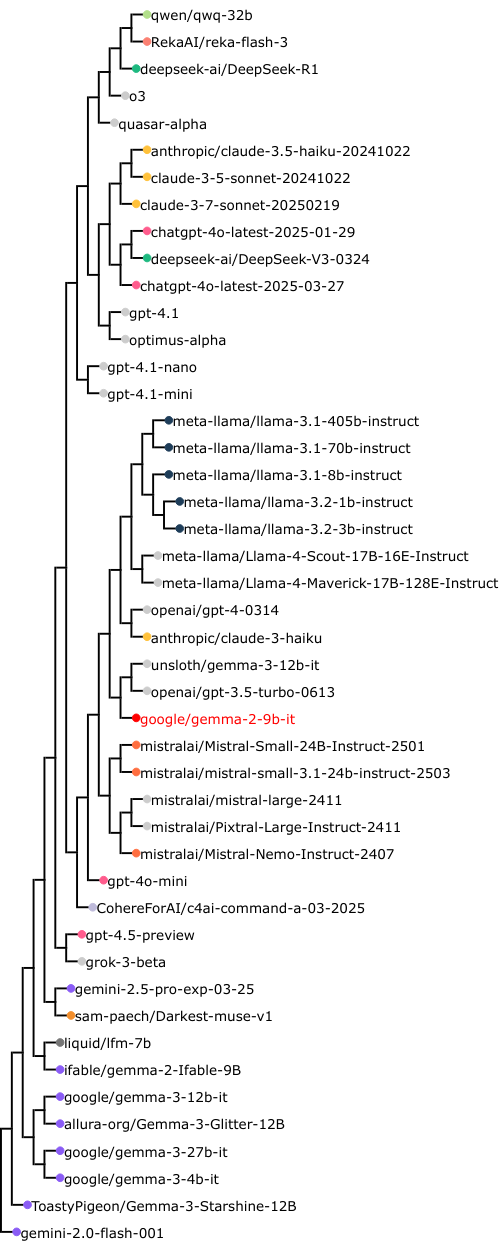 qwen/qwq-32b
RekaAI/reka-flash-3
deepseek-ai/DeepSeek-R1
o3
quasar-alpha
anthropic/claude-3.5-haiku-20241022
claude-3-5-sonnet-20241022
claude-3-7-sonnet-20250219
chatgpt-4o-latest-2025-01-29
deepseek-ai/DeepSeek-V3-0324
chatgpt-4o-latest-2025-03-27
gpt-4.1
optimus-alpha
gpt-4.1-nano
gpt-4.1-mini
meta-llama/llama-3.1-405b-instruct
meta-llama/llama-3.1-70b-instruct
meta-llama/llama-3.1-8b-instruct
meta-llama/llama-3.2-1b-instruct
meta-llama/llama-3.2-3b-instruct
meta-llama/Llama-4-Scout-17B-16E-Instruct
meta-llama/Llama-4-Maverick-17B-128E-Instruct
openai/gpt-4-0314
anthropic/claude-3-haiku
unsloth/gemma-3-12b-it
openai/gpt-3.5-turbo-0613
google/gemma-2-9b-it
mistralai/Mistral-Small-24B-Instruct-2501
mistralai/mistral-small-3.1-24b-instruct-2503
mistralai/mistral-large-2411
mistralai/Pixtral-Large-Instruct-2411
mistralai/Mistral-Nemo-Instruct-2407
gpt-4o-mini
CohereForAI/c4ai-command-a-03-2025
gpt-4.5-preview
grok-3-beta
gemini-2.5-pro-exp-03-25
sam-paech/Darkest-muse-v1
liquid/lfm-7b
ifable/gemma-2-Ifable-9B
google/gemma-3-12b-it
allura-org/Gemma-3-Glitter-12B
google/gemma-3-27b-it
google/gemma-3-4b-it
ToastyPigeon/Gemma-3-Starshine-12B
gemini-2.0-flash-001